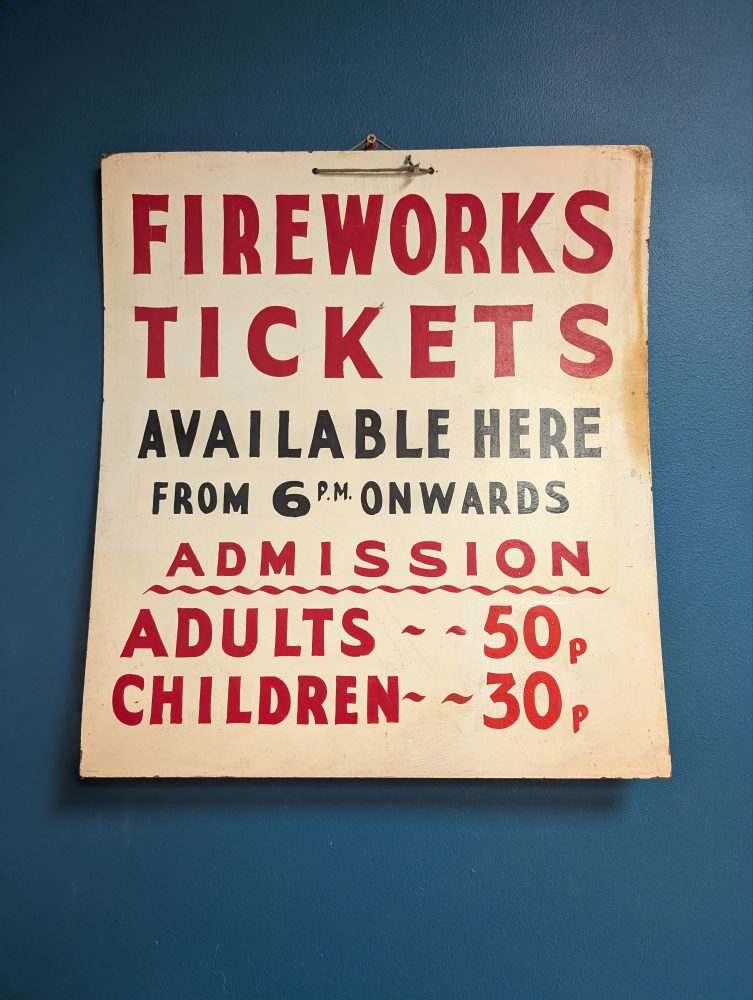 FIREWORKS
TICKETS
AVAILABLE HERE
FROM 6 P.M. ONWARDS
ADMISSION
ADULTS ~ ~ 50p
CHILDREN ~ ~ 30p